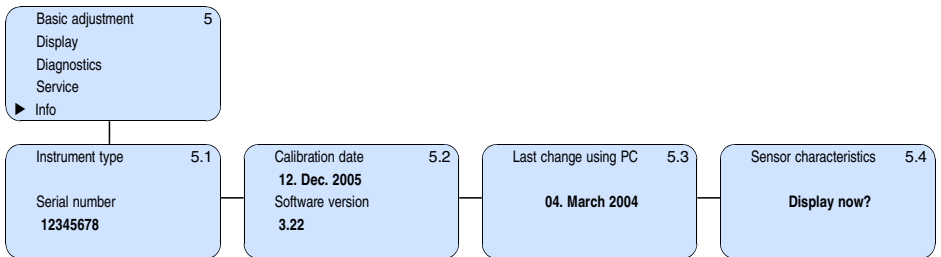 Basic adjustment 5
Display
Diagnostics
Service
▶ Info
Instrument type 5.1
Serial number
12345678
Calibration date 5.2
12. Dec. 2005
Software version
3.22
Last change using PC 5.3
04. March 2004
Sensor characteristics 5.4
Display now?